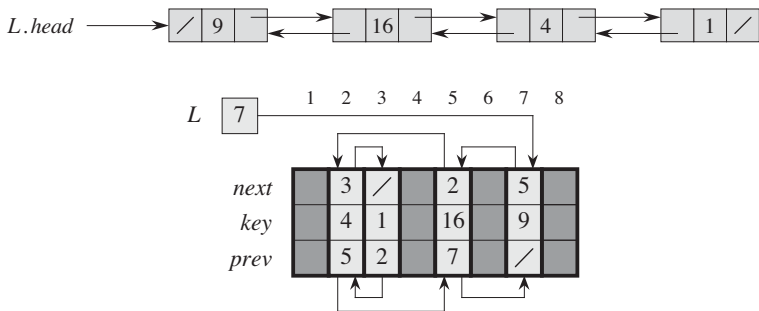 L.head / 9 16 4 1 /
L 7 1 2 3 4 5 6 7 8
next 3 / 2 5
key 4 1 16 9
prev 5 2 7 /